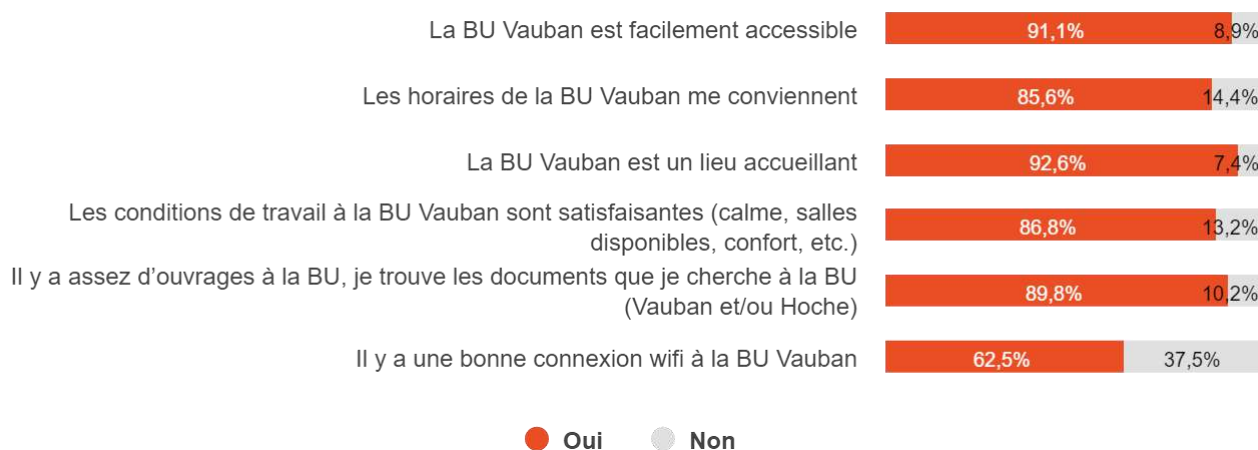 La BU Vauban est facilement accessible 91,1% 8,9%
Les horaires de la BU Vauban me conviennent 85,6% 14,4%
La BU Vauban est un lieu accueillant 92,6% 7,4%
Les conditions de travail à la BU Vauban sont satisfaisantes (calme, salles
disponibles, confort, etc.) 86,8% 13,2%
Il y a assez d’ouvrages à la BU, je trouve les documents que je cherche à la BU
(Vauban et/ou Hoche) 89,8% 10,2%
Il y a une bonne connexion wifi à la BU Vauban 62,5% 37,5%
Oui Non